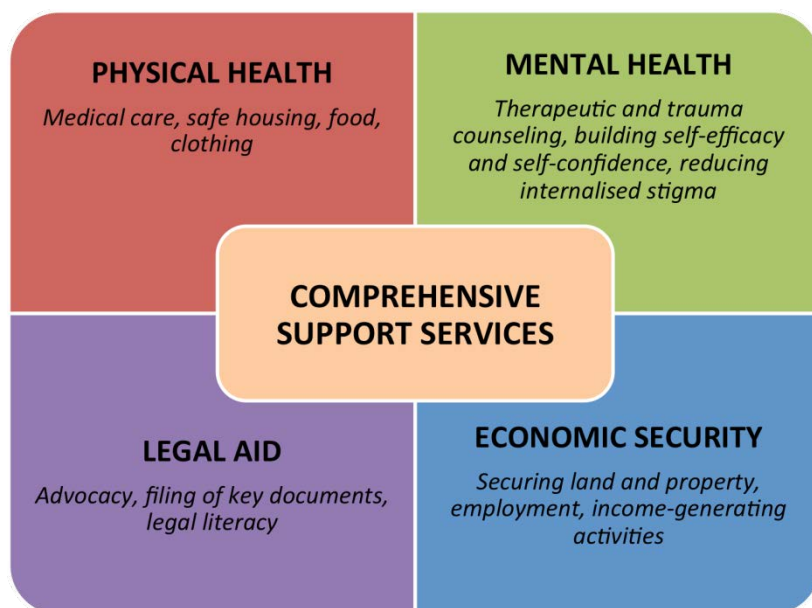 PHYSICAL HEALTH
Medical care, safe housing, food,
clothing
MENTAL HEALTH
Therapeutic and trauma
counseling, building self-efficacy
and self-confidence, reducing
internalised stigma
COMPREHENSIVE
SUPPORT SERVICES
LEGAL AID
Advocacy, filing of key documents,
legal literacy
ECONOMIC SECURITY
Securing land and property,
employment, income-generating
activities